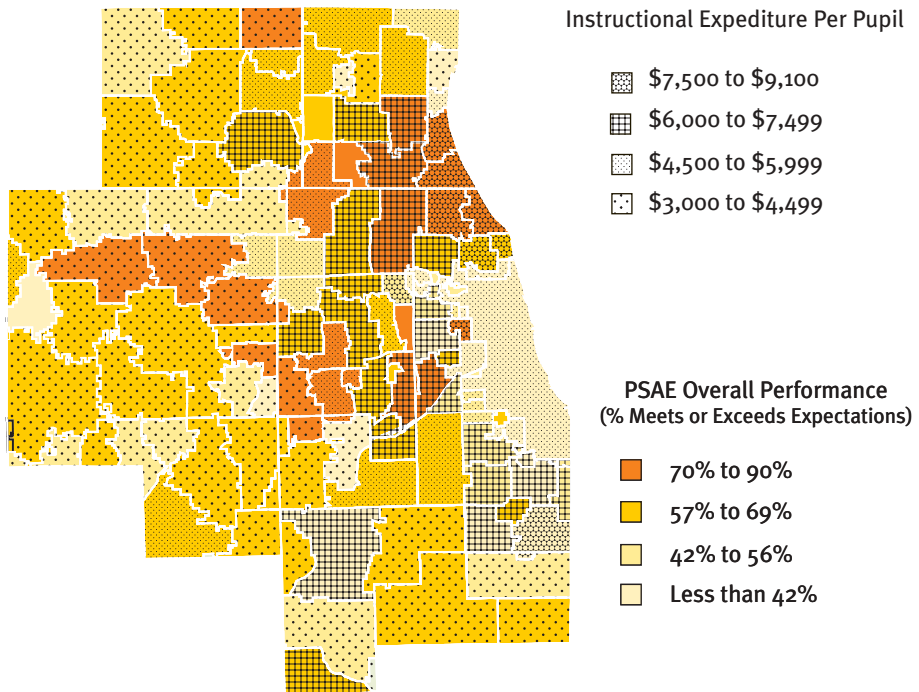 Instructional Expediture Per Pupil
$7,500 to $9,100
$6,000 to $7,499
$4,500 to $5,999
$3,000 to $4,499
PSAE Overall Performance
(% Meets or Exceeds Expectations)
70% to 90%
57% to 69%
42% to 56%
Less than 42%